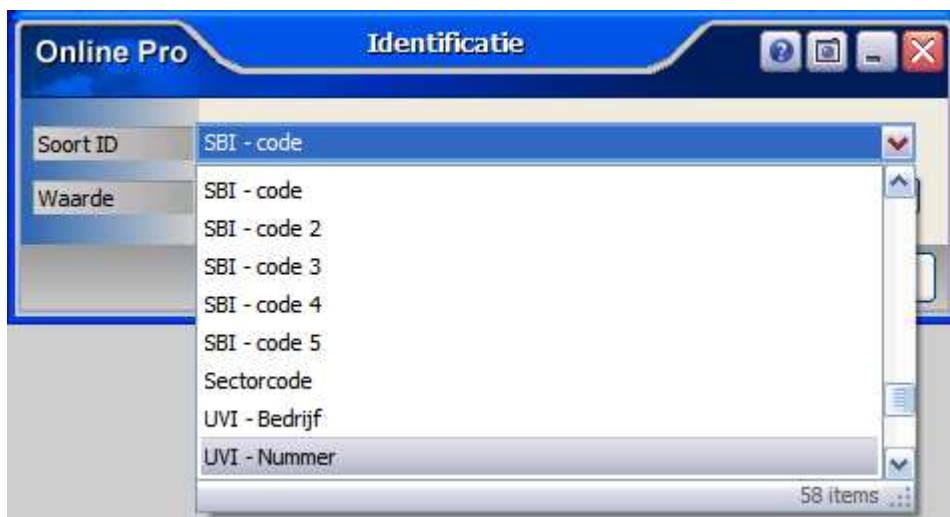 Online Pro
Identificatie
Soort ID
SBI - code
Waarde
SBI - code
SBI - code 2
SBI - code 3
SBI - code 4
SBI - code 5
Sectorcode
UVI - Bedrijf
UVI - Nummer
58 items